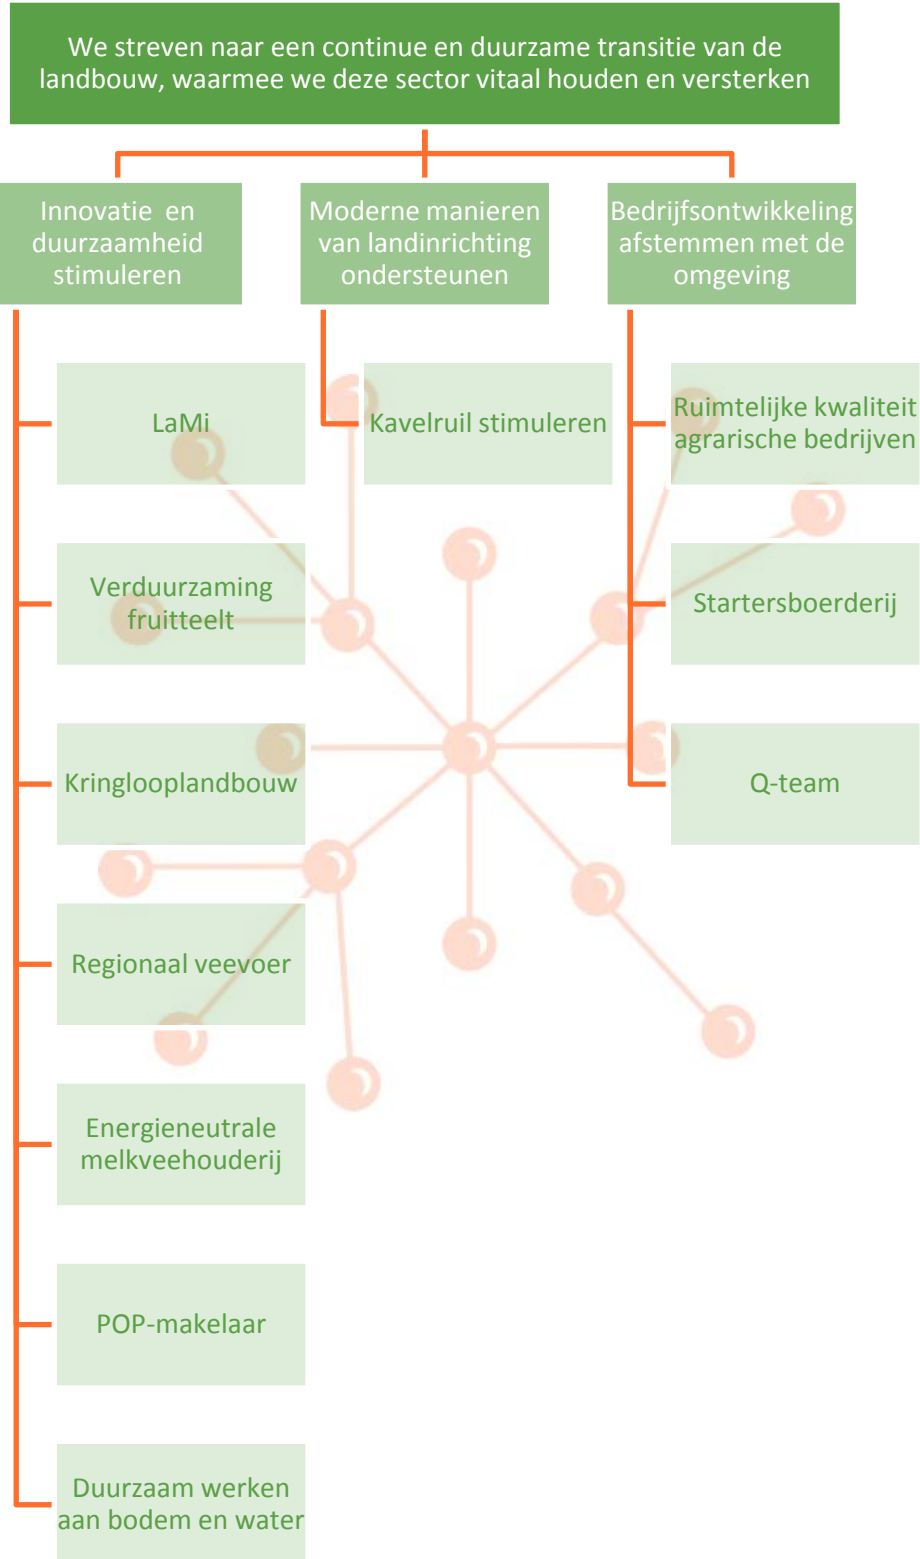 We streven naar een continue en duurzame transitie van de
landbouw, waarmee we deze sector vitaal houden en versterken
Innovatie en
duurzaamheid
stimuleren
Moderne manieren
van landinrichting
ondersteunen
Bedrijfsontwikkeling
afstemmen met de
omgeving
LaMi
Verduurzaming
fruitteelt
Kringlooplandbouw
Regionaal veevoer
Energieneutrale
melkveehouderij
POP-makelaar
Duurzaam werken
aan bodem en water
Kavelruil stimuleren
Ruimtelijke kwaliteit
agrarische bedrijven
Startersboerderij
Q-team